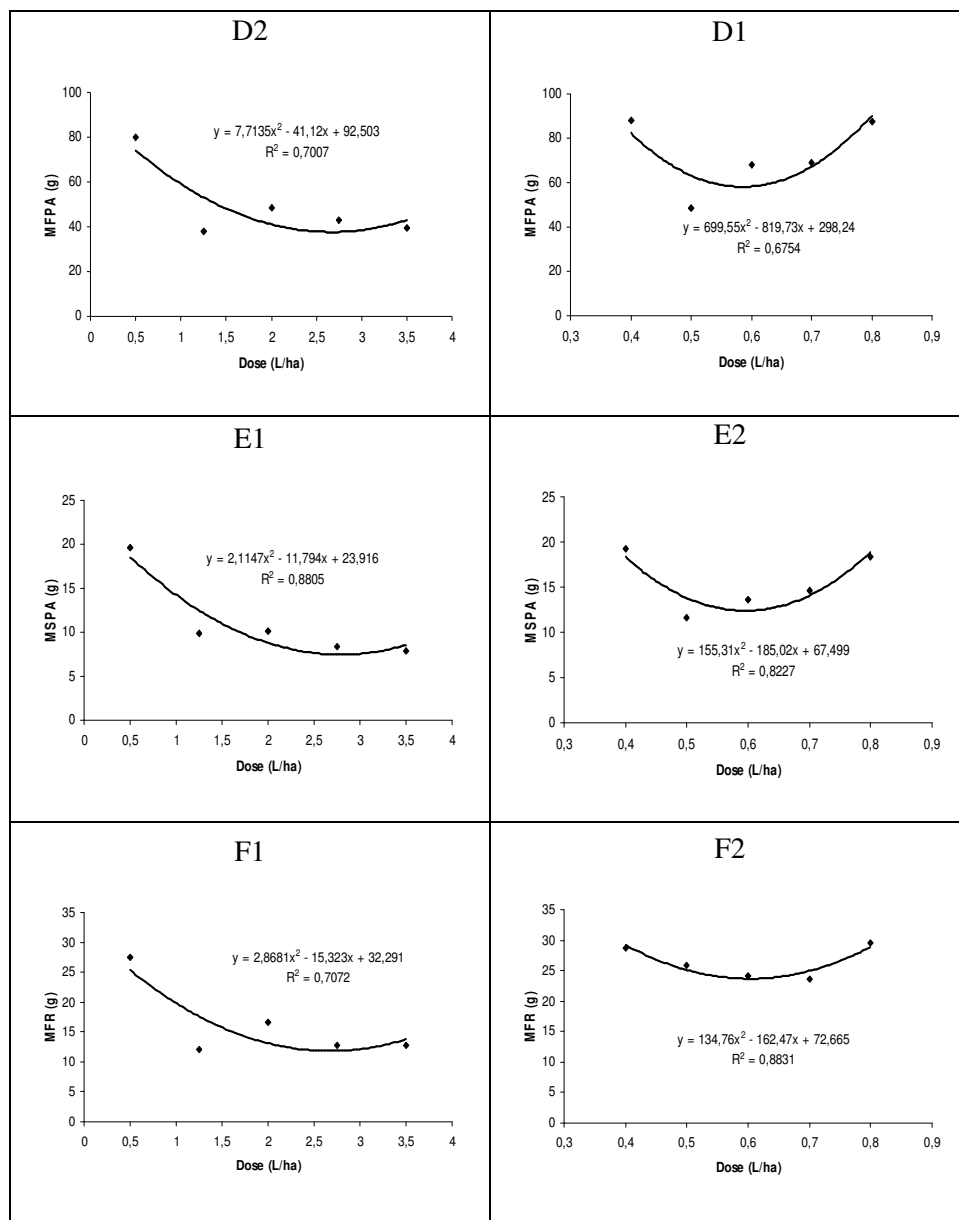 D2
100
80
60
40
20
0
MFPA (g)
y = 7,7135x² - 41,12x + 92,503
R² = 0,7007
0 0,5 1 1,5 2 2,5 3 3,5 4
Dose (L/ha)
D1
100
80
60
40
20
0
MFPA (g)
y = 699,55x² - 819,73x + 298,24
R² = 0,6754
0,3 0,4 0,5 0,6 0,7 0,8 0,9
Dose (L/ha)
E1
25
20
15
10
5
0
MSPA (g)
y = 2,1147x² - 11,794x + 23,916
R² = 0,8805
0 0,5 1 1,5 2 2,5 3 3,5 4
Dose (L/ha)
E2
25
20
15
10
5
0
MSPA (g)
y = 155,31x² - 185,02x + 67,499
R² = 0,8227
0,3 0,4 0,5 0,6 0,7 0,8 0,9
Dose (L/ha)
F1
35
30
25
20
15
10
5
0
MFR (g)
y = 2,8681x² - 15,323x + 32,291
R² = 0,7072
0 0,5 1 1,5 2 2,5 3 3,5 4
Dose (L/ha)
F2
35
30
25
20
15
10
5
0
MFR (g)
y = 134,76x² - 162,47x + 72,665
R² = 0,8831
0,3 0,4 0,5 0,6 0,7 0,8 0,9
Dose (L/ha)